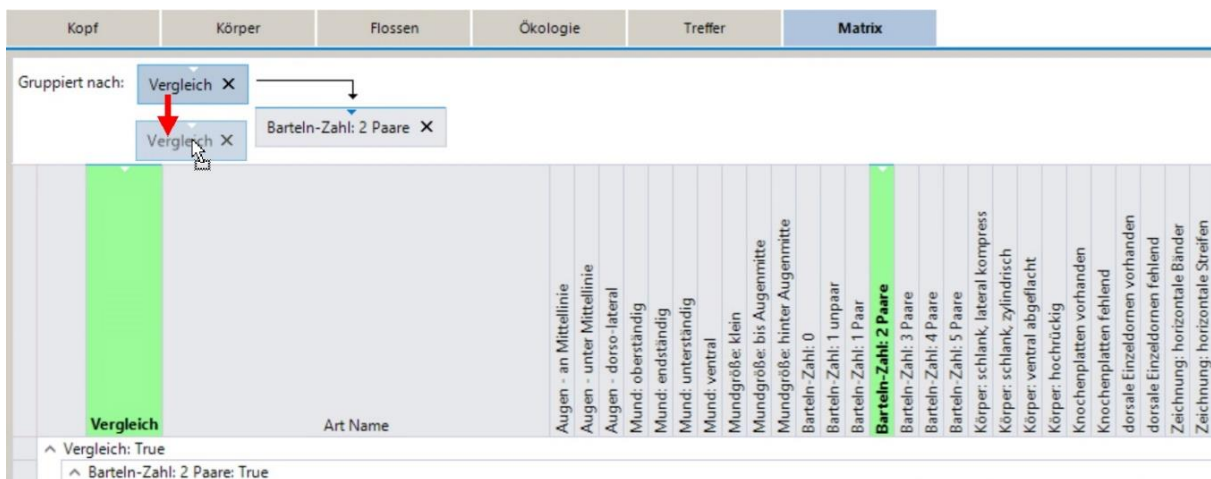 Kopf
Körper
Flossen
Ökologie
Treffer
Matrix
Gruppiert nach:
Vergleich ✕
Barteln-Zahl: 2 Paare ✕
Vergleich ✕
Vergleich
Art Name
Augen - an Mittellinie
Augen - unter Mittellinie
Augen - dorso-lateral
Mund: oberständig
Mund: endständig
Mund: unterständig
Mund: ventral
Mundgröße: klein
Mundgröße: bis Augenmitte
Mundgröße: hinter Augenmitte
Barteln-Zahl: 0
Barteln-Zahl: 1 unpaar
Barteln-Zahl: 1 Paar
Barteln-Zahl: 2 Paare
Barteln-Zahl: 3 Paare
Barteln-Zahl: 4 Paare
Barteln-Zahl: 5 Paare
Körper: schlank, lateral kompress
Körper: schlank, zylindrisch
Körper: ventral abgeflacht
Körper: hochrückig
Knochenplatten vorhanden
Knochenplatten fehlend
dorsale Einzeldornen vorhanden
dorsale Einzeldornen fehlend
Zeichnung: horizontale Bänder
Zeichnung: horizontale Streifen
Vergleich: True
Barteln-Zahl: 2 Paare: True